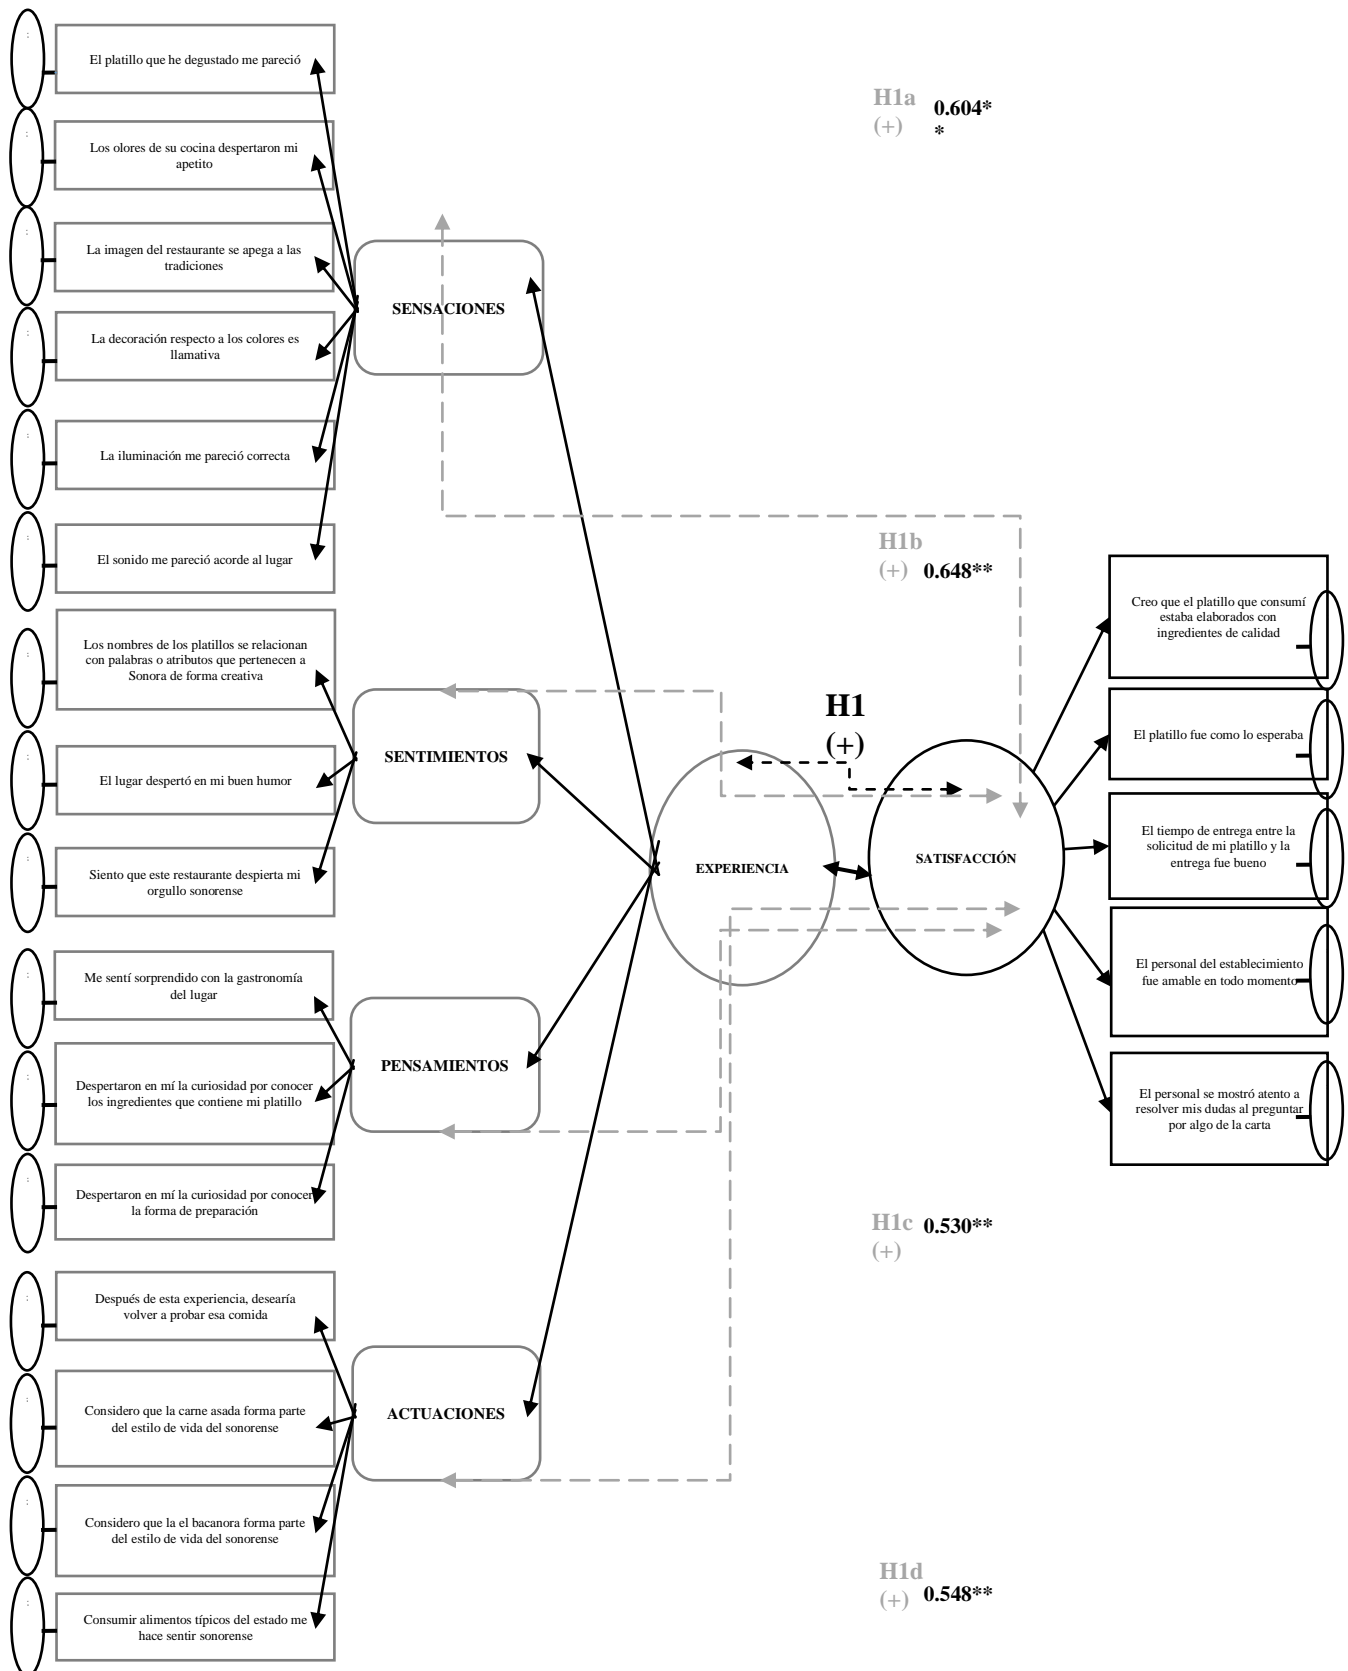 El platillo que he degustado me pareció
Los olores de su cocina despertaron mi
apetito
La imagen del restaurante se apega a las
tradiciones
La decoración respecto a los colores es
llamativa
La iluminación me pareció correcta
El sonido me pareció acorde al lugar
Los nombres de los platillos se relacionan
con palabras o atributos que pertenecen a
Sonora de forma creativa
El lugar despertó en mi buen humor
Siento que este restaurante despierta mi
orgullo sonorense
Me sentí sorprendido con la gastronomía
del lugar
Despertaron en mí la curiosidad por conocer
los ingredientes que contiene mi platillo
Despertaron en mí la curiosidad por conocer
la forma de preparación
Después de esta experiencia, desearía
volver a probar esa comida
Considero que la carne asada forma parte
del estilo de vida del sonorense
Considero que la el bacanora forma parte
del estilo de vida del sonorense
Consumir alimentos típicos del estado me
hace sentir sonorense
SENSACIONES
SENTIMIENTOS
PENSAMIENTOS
ACTUACIONES
EXPERIENCIA
SATISFACCIÓN
H1a
(+)
0.604*
*
H1b
(+) 0.648**
H1
(+)
H1c 0.530**
(+)
H1d
(+) 0.548**
Creo que el platillo que consumí
estaba elaborados con
ingredientes de calidad
El platillo fue como lo esperaba
El tiempo de entrega entre la
solicitud de mi platillo y la
entrega fue bueno
El personal del establecimiento
fue amable en todo momento
El personal se mostró atento a
resolver mis dudas al preguntar
por algo de la carta